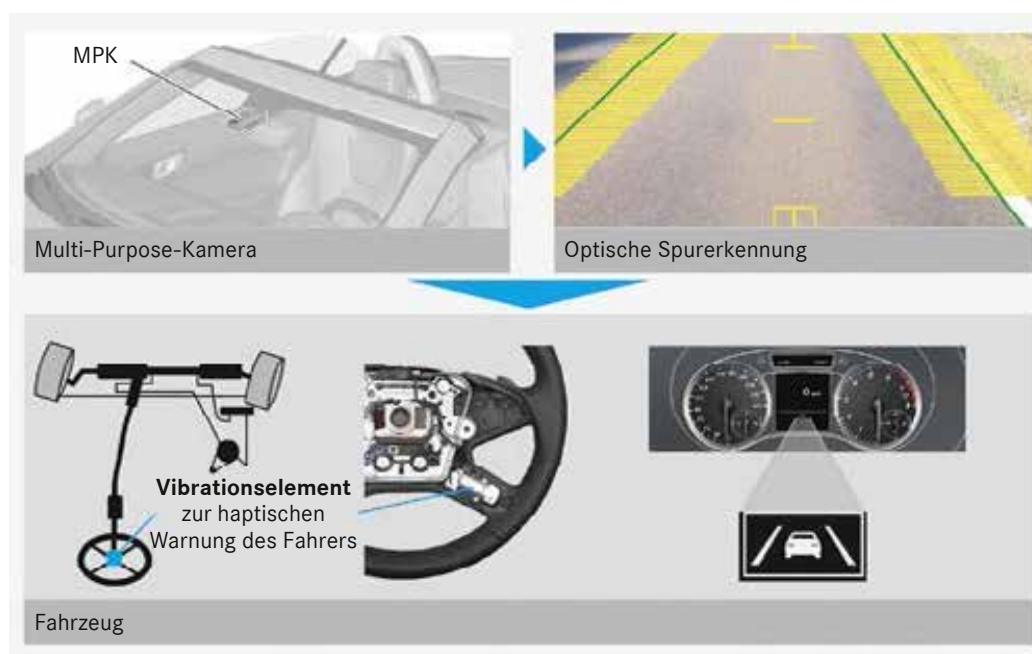 MPK
Multi-Purpose-Kamera
Optische Spurerkennung
Vibrationselement
zur haptischen
Warnung des Fahrers
Fahrzeug